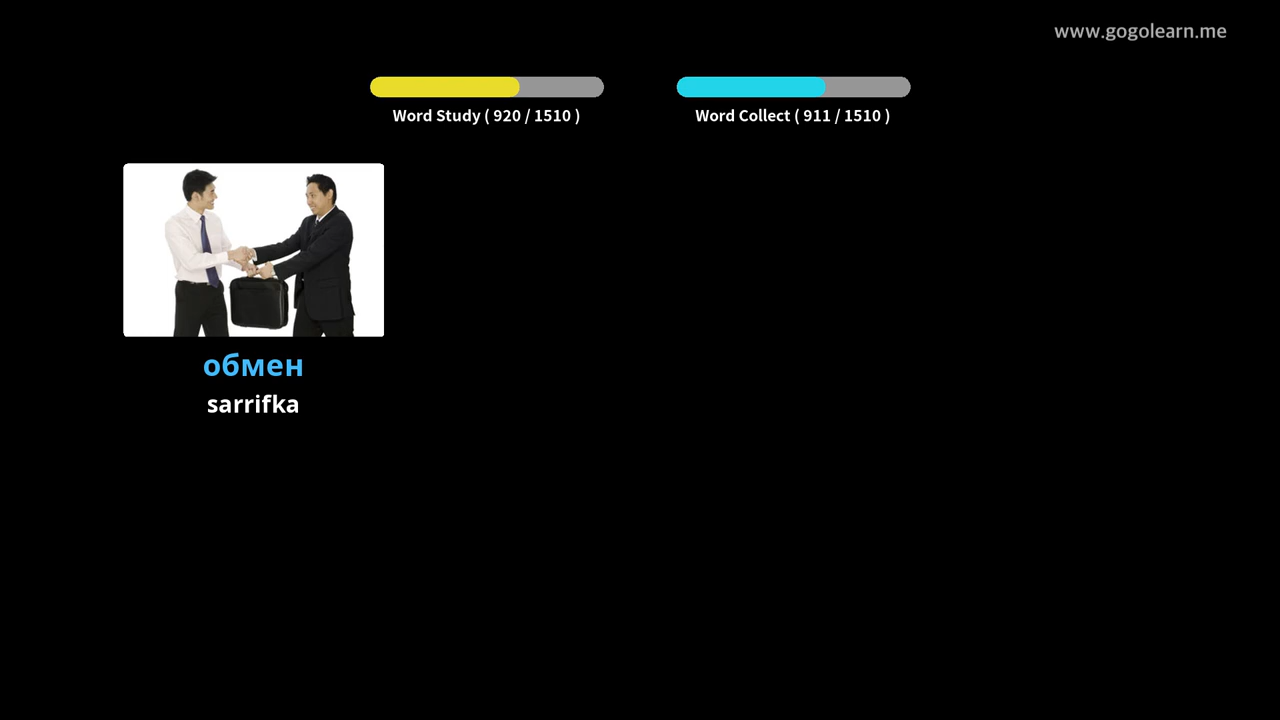 www.gogolearn.me
Word Study ( 920 / 1510 )
Word Collect ( 911 / 1510 )
обмен
sarrifka